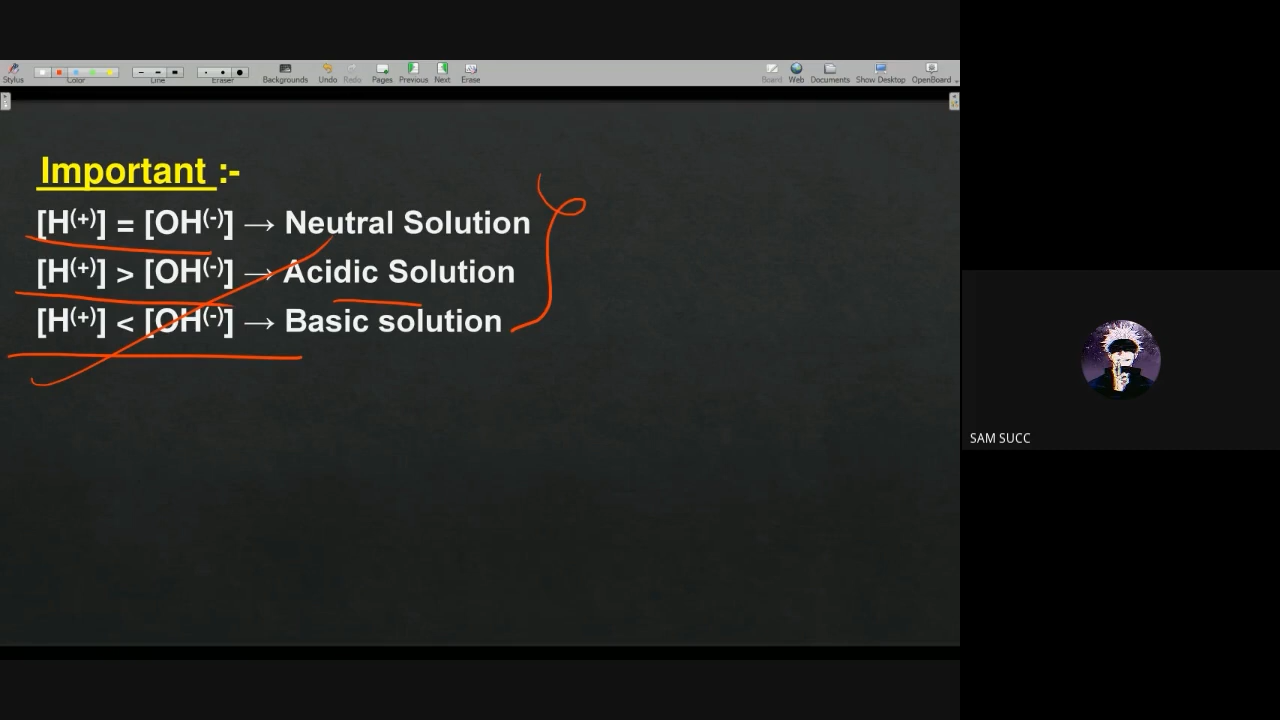 Stylus Color Line Eraser Backgrounds Undo Redo Pages Previous Next Erase Board Web Documents Show Desktop OpenBoard
Important :-
[H(+)] = [OH(-)] → Neutral Solution
[H(+)] > [OH(-)] → Acidic Solution
[H(+)] < [OH(-)] → Basic solution
SAM SUCC